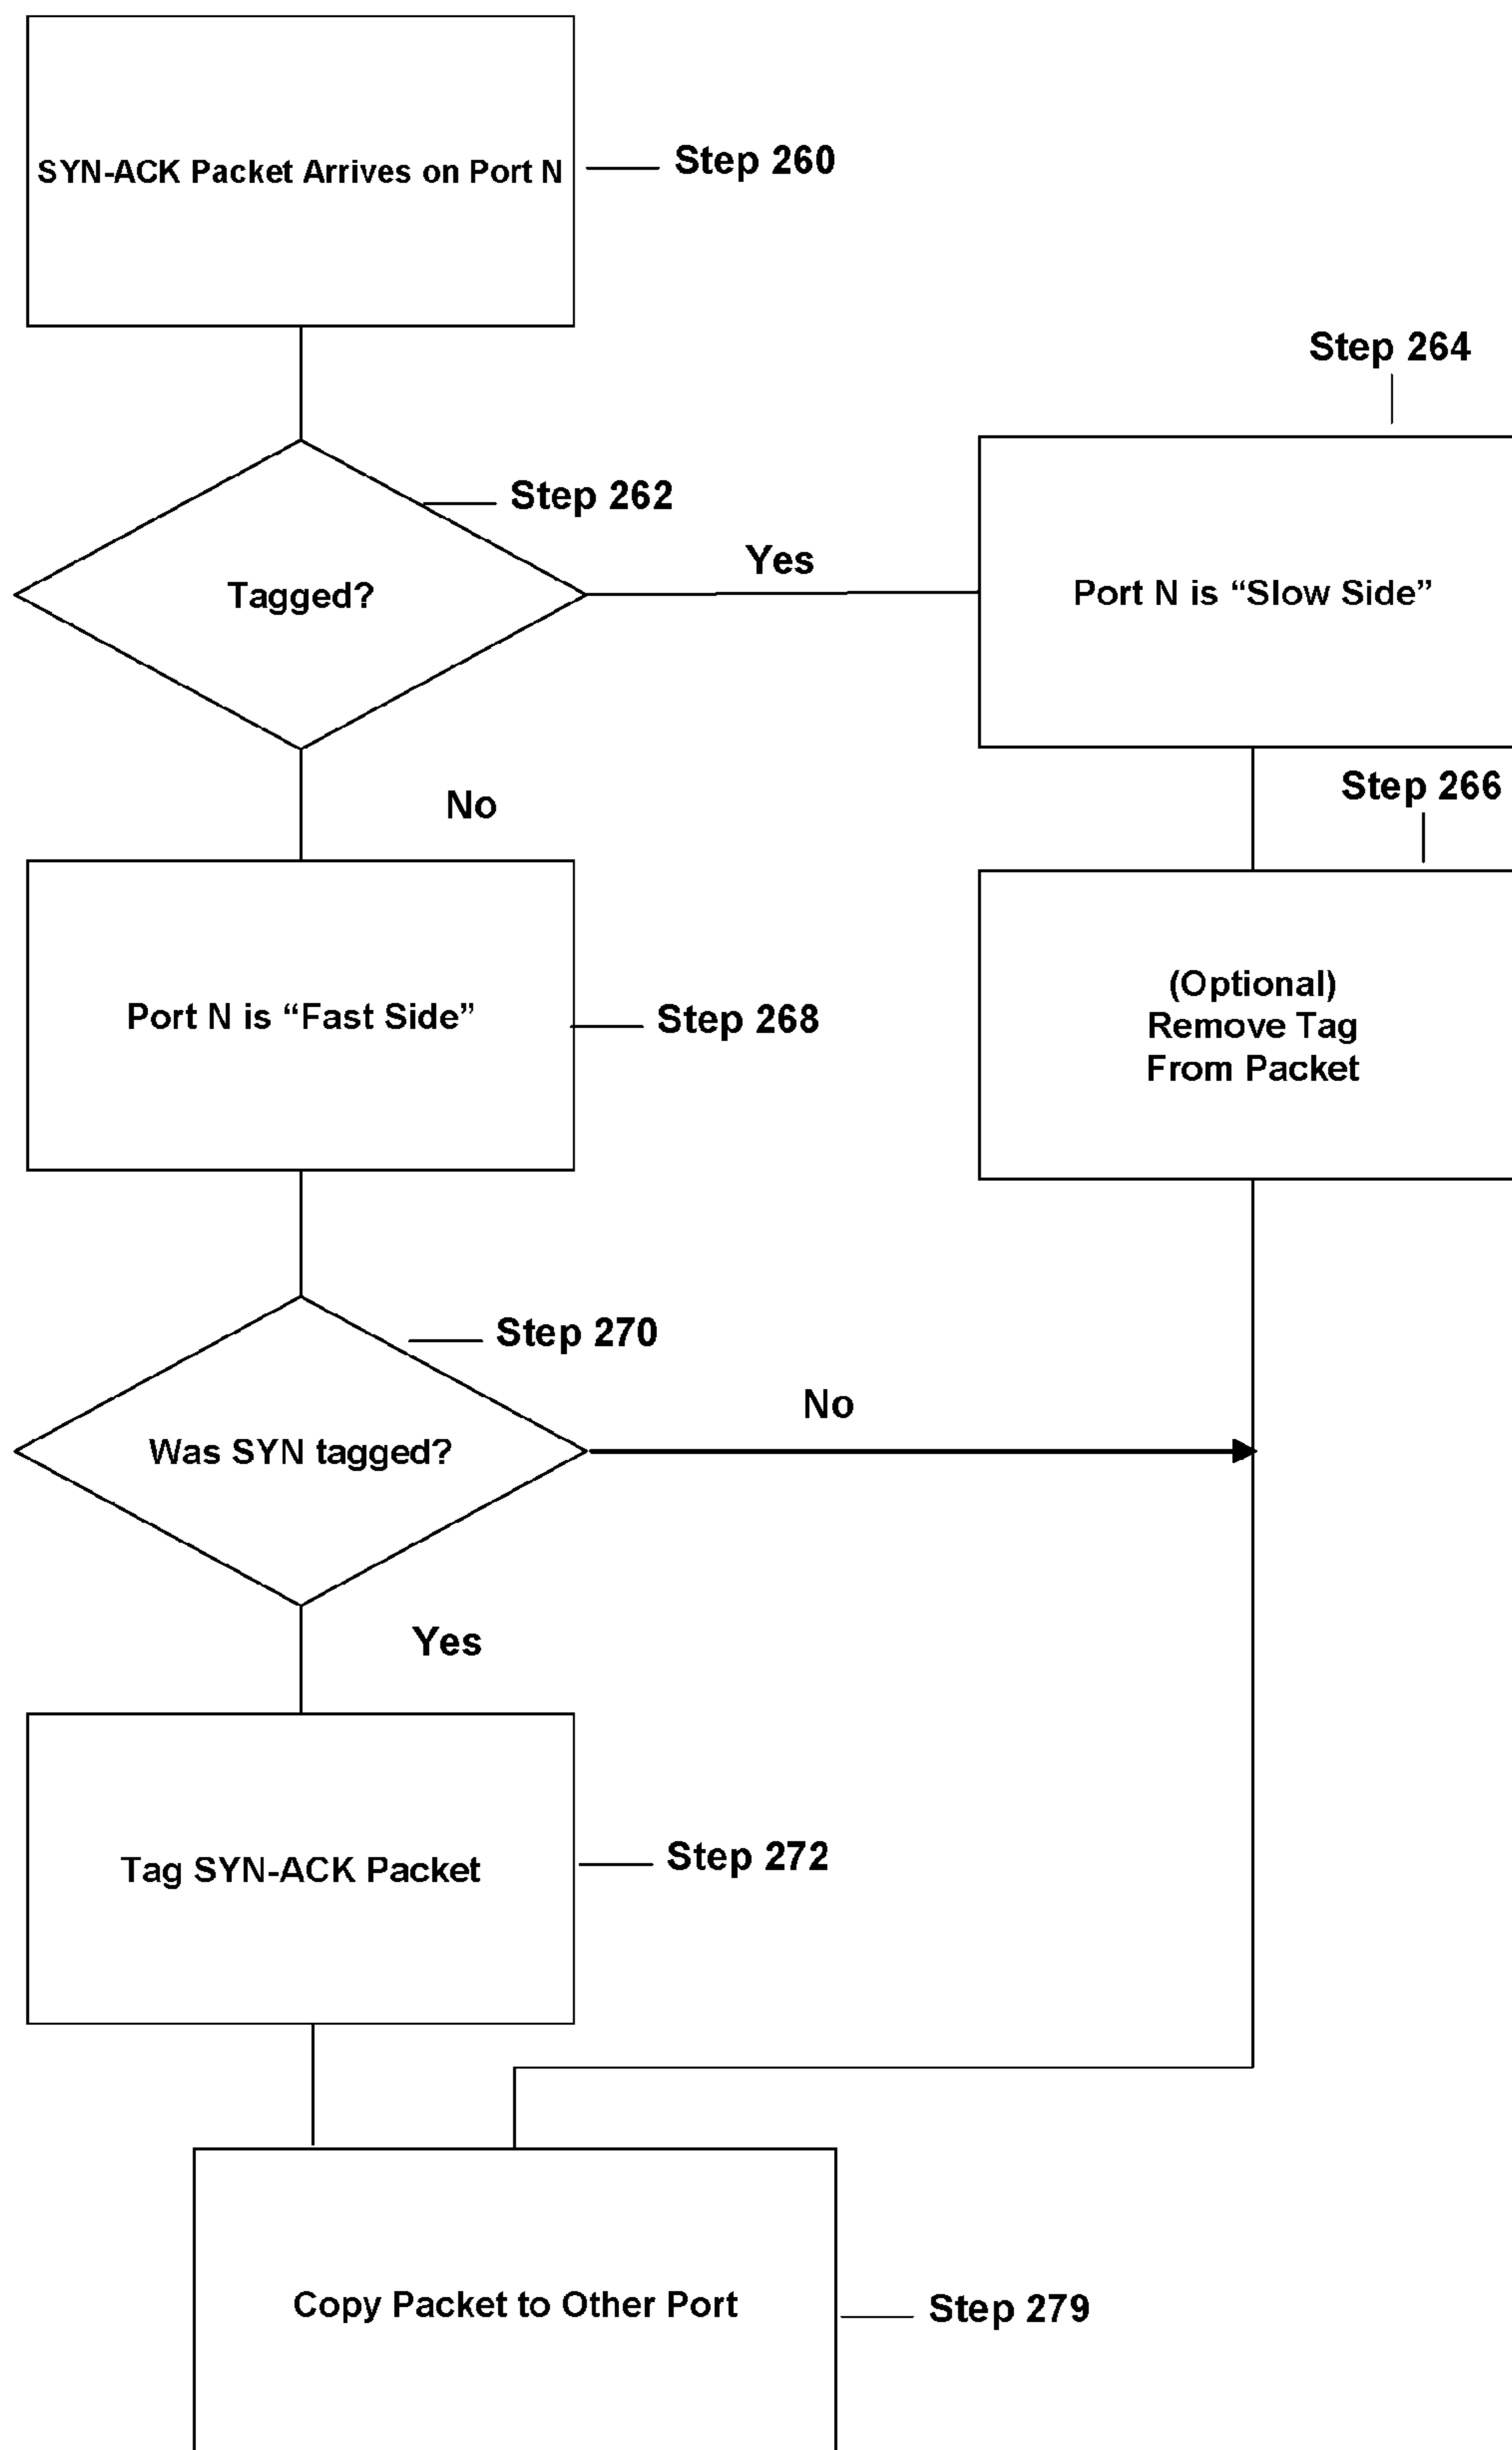 SYN-ACK Packet Arrives on Port N
Step 260
Step 264
Step 262
Tagged?
Yes
Port N is “Slow Side”
No
Step 266
Port N is “Fast Side”
Step 268
(Optional)
Remove Tag
From Packet
Step 270
Was SYN tagged?
No
Yes
Tag SYN-ACK Packet
Step 272
Copy Packet to Other Port
Step 279